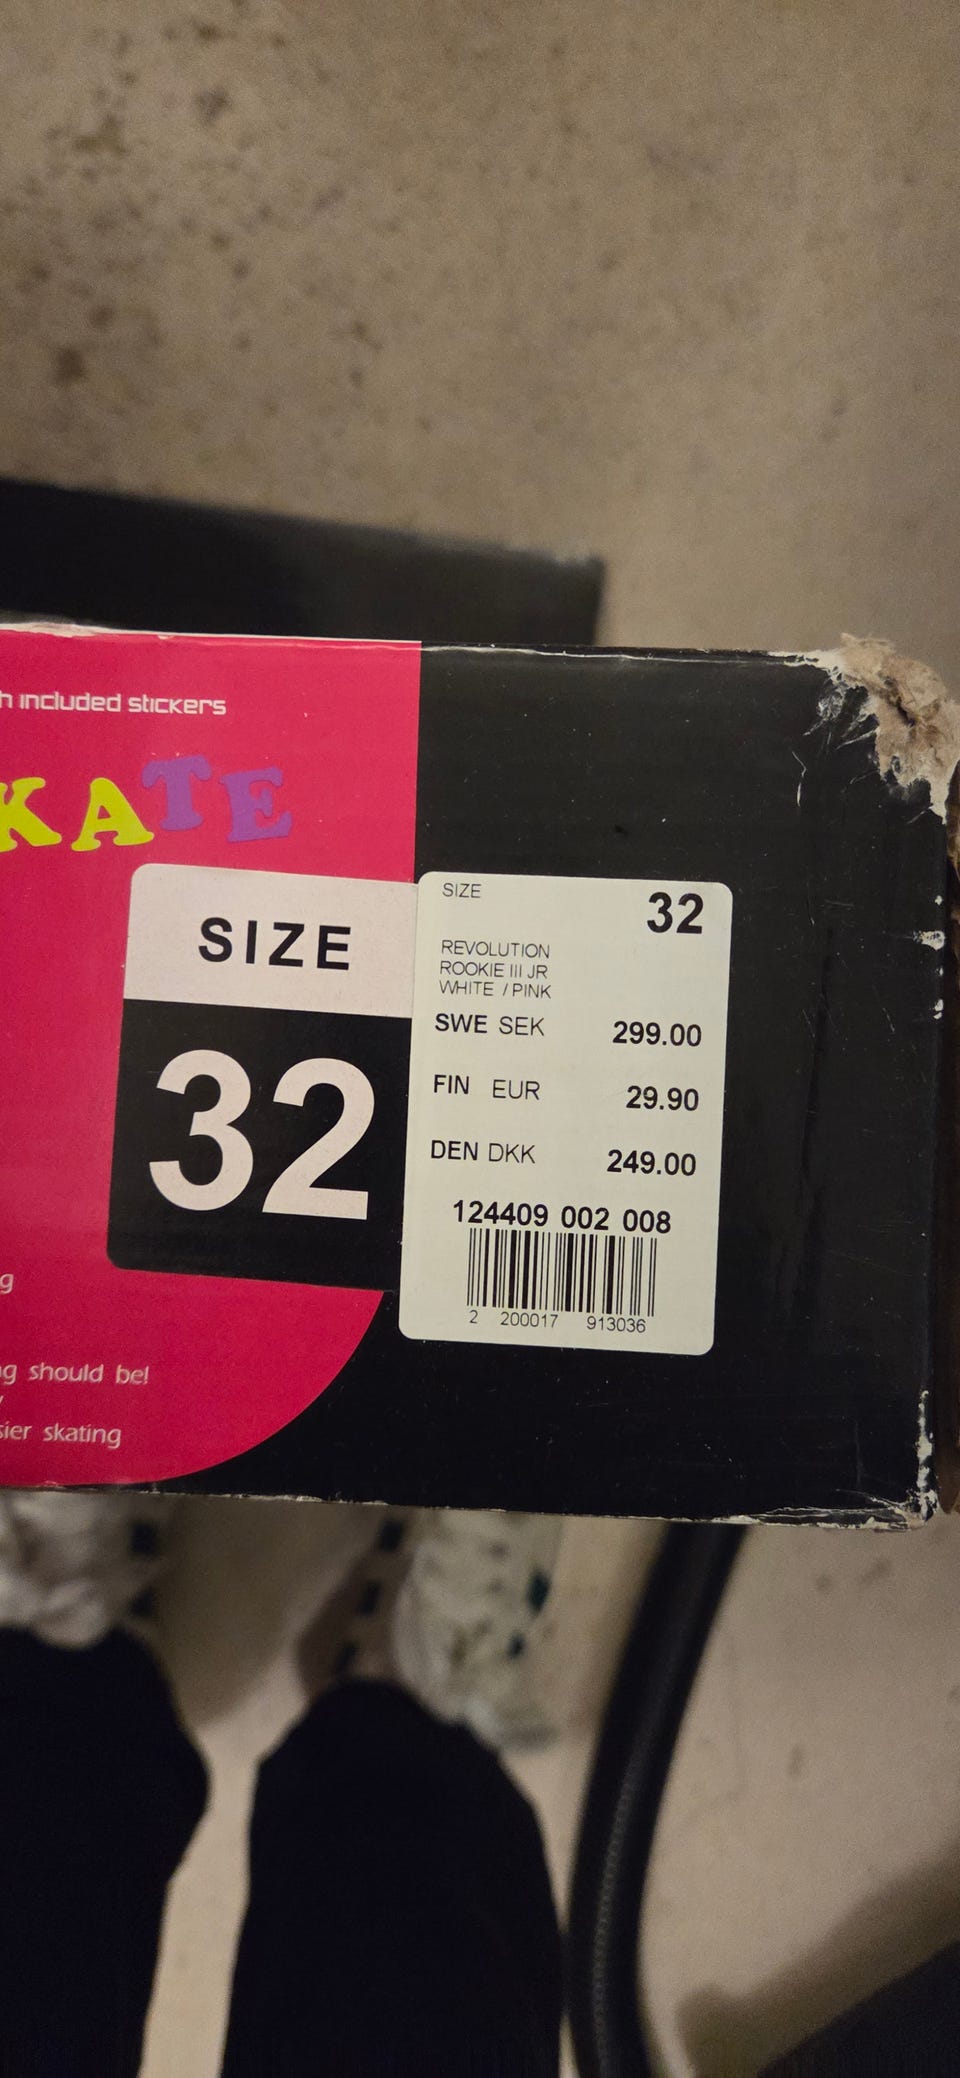 included stickers
KATE
SIZE
32
SIZE 32
REVOLUTION
ROOKIE III JR
WHITE / PINK
SWE SEK 299.00
FIN EUR 29.90
DEN DKK 249.00
124409 002 008
2 200017 913036
should be!
skating